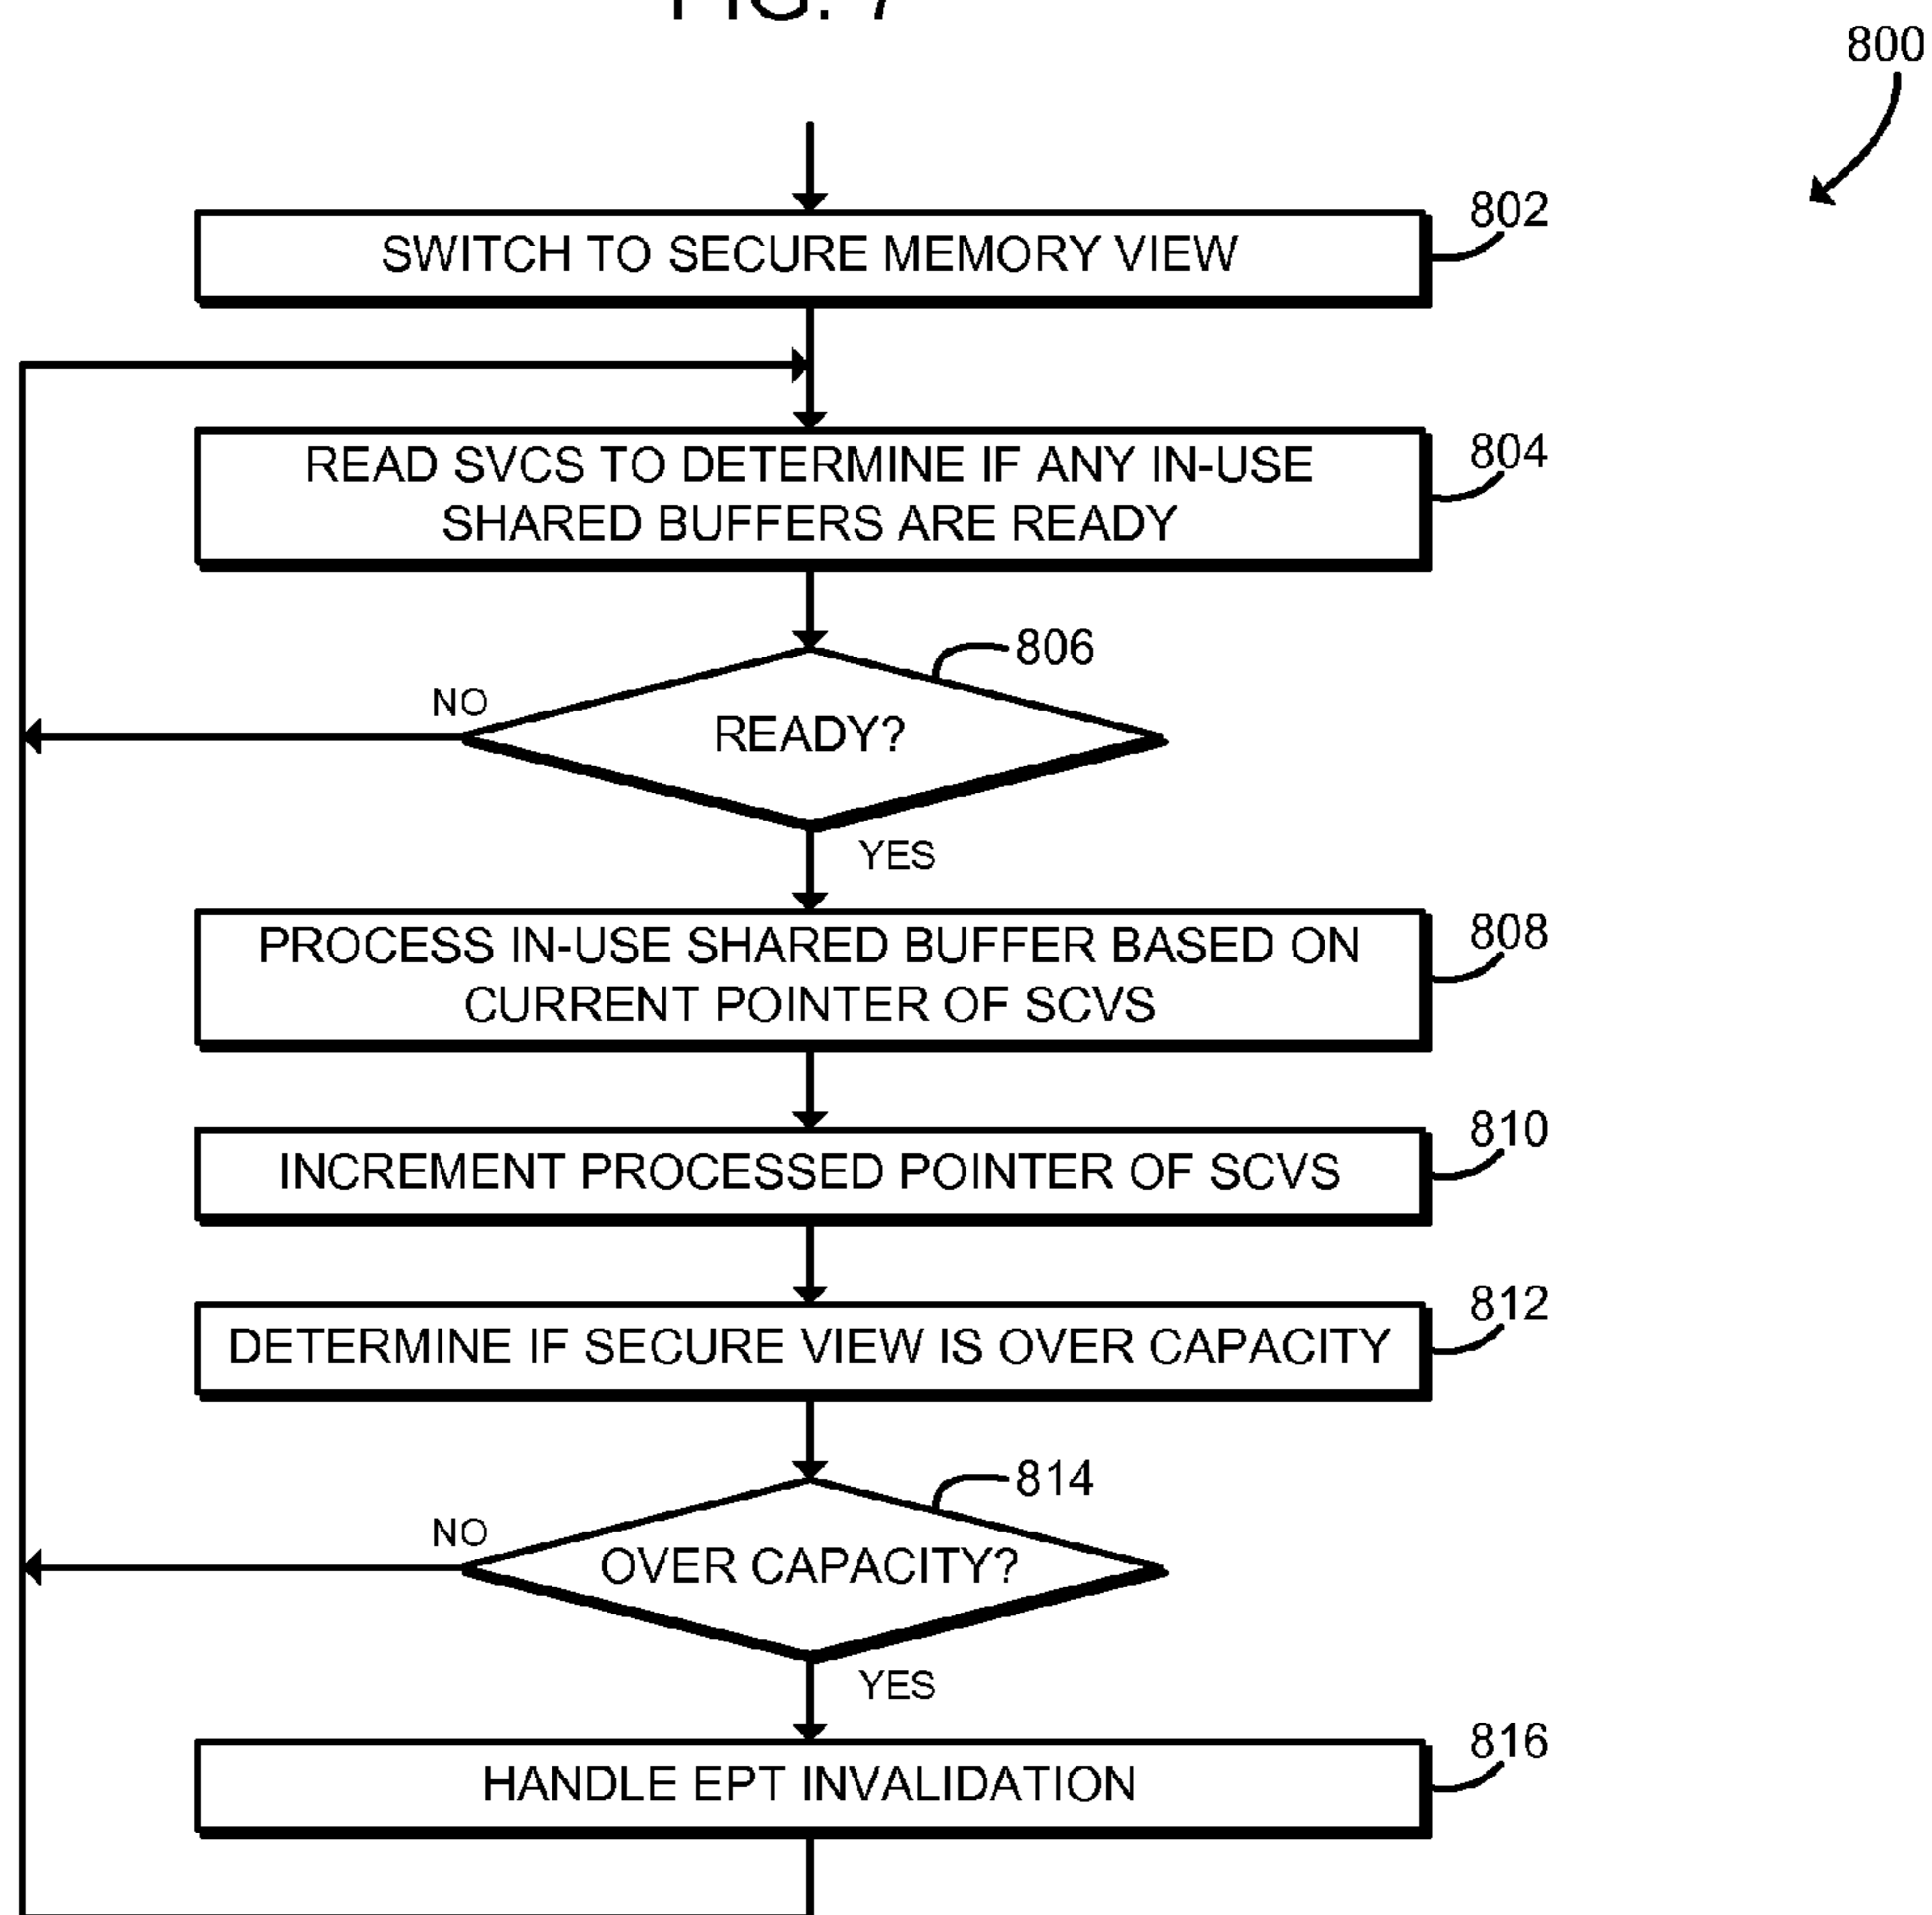 FIG. 7
800
802
SWITCH TO SECURE MEMORY VIEW
804
READ SVCS TO DETERMINE IF ANY IN-USE
SHARED BUFFERS ARE READY
806
NO
READY?
YES
808
PROCESS IN-USE SHARED BUFFER BASED ON
CURRENT POINTER OF SCVS
810
INCREMENT PROCESSED POINTER OF SCVS
812
DETERMINE IF SECURE VIEW IS OVER CAPACITY
814
NO
OVER CAPACITY?
YES
816
HANDLE EPT INVALIDATION